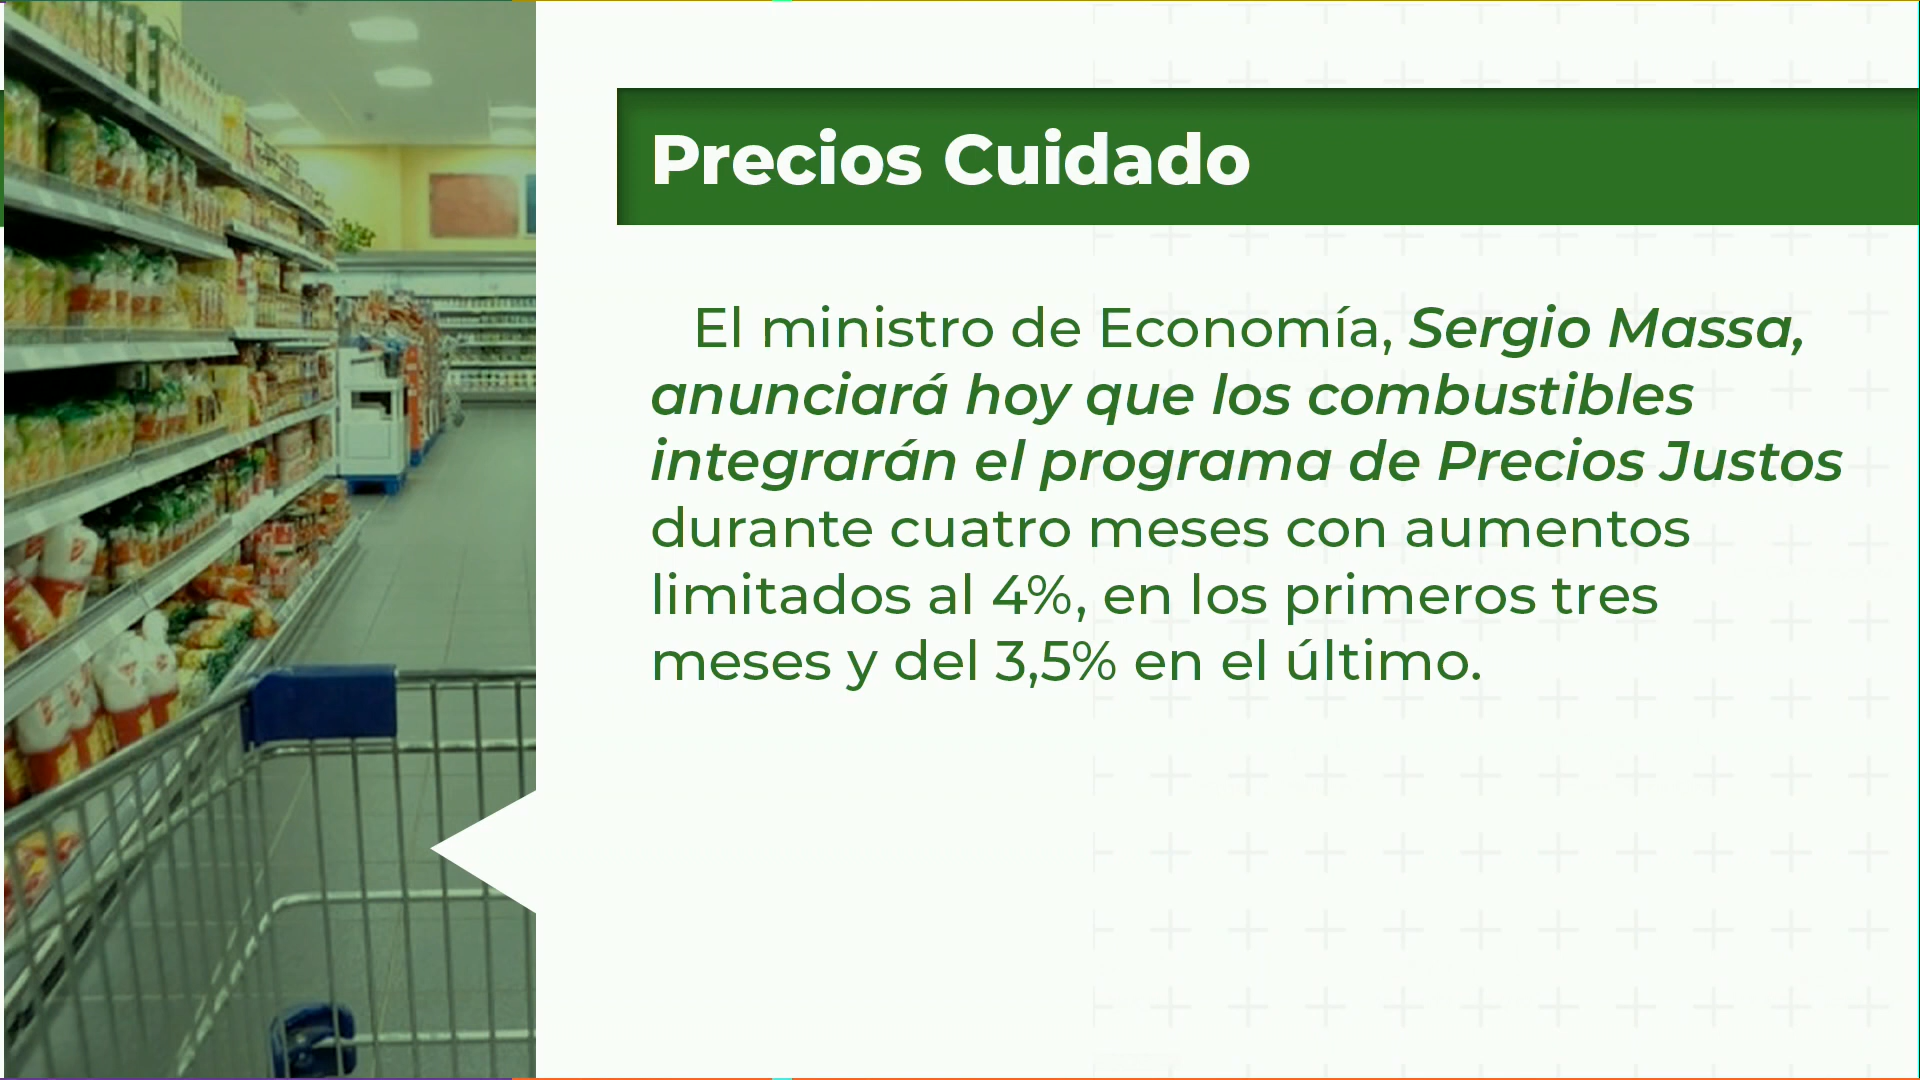 Precios Cuidado
El ministro de Economía, Sergio Massa,
anunciará hoy que los combustibles
integrarán el programa de Precios Justos
durante cuatro meses con aumentos
limitados al 4%, en los primeros tres
meses y del 3,5% en el último.